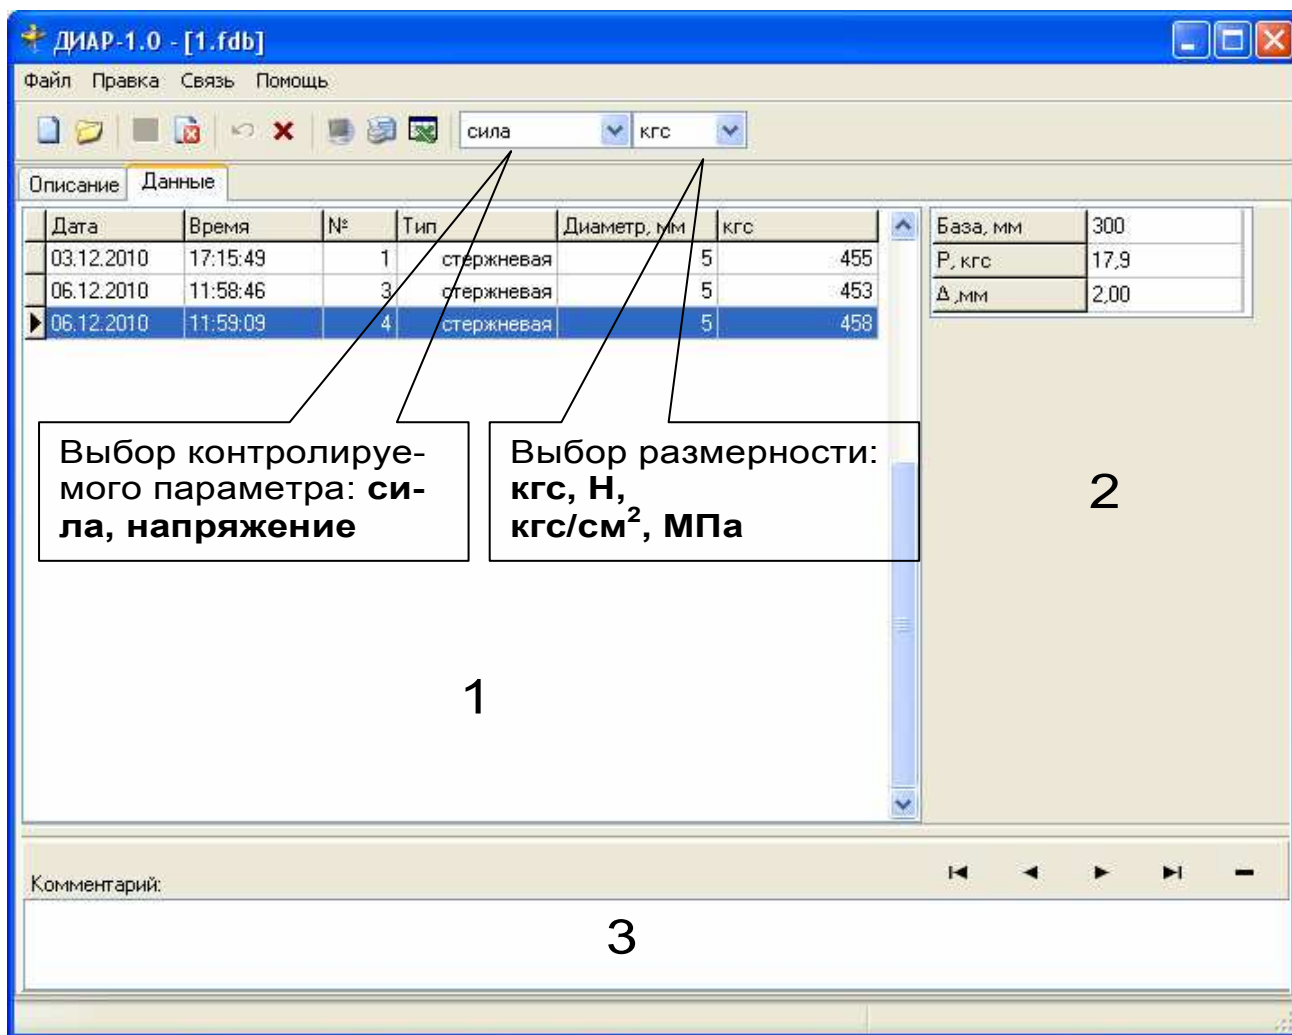 ДИАР-1.0 - [1.fdb]
Файл Правка Связь Помощь
сила кгс
Описание Данные
Дата Время № Тип Диаметр, мм кгс
03.12.2010 17:15:49 1 стержневая 5 455
06.12.2010 11:58:46 3 стержневая 5 453
06.12.2010 11:59:09 4 стержневая 5 458
База, мм 300
Р, кгс 17,9
Δ ,мм 2,00
Выбор контролируе-
мого параметра: си-
ла, напряжение
Выбор размерности:
кгс, Н,
кгс/см², МПа
2
1
Комментарий:
3